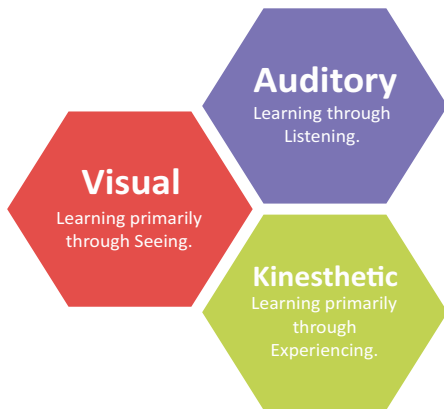 Auditory
Learning through
Listening.
Visual
Learning primarily
through Seeing.
Kinesthetic
Learning primarily
through
Experiencing.